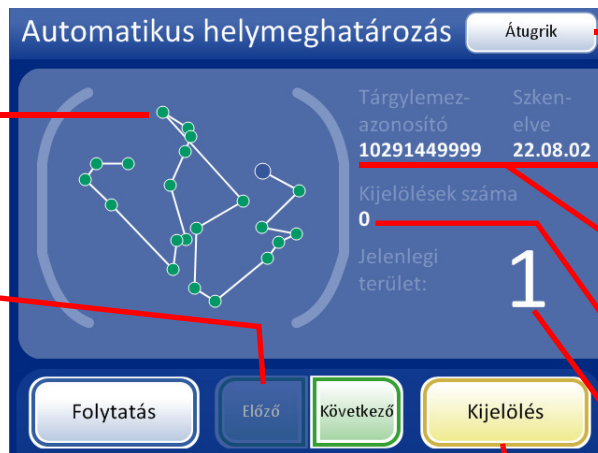 Automatikus helymeghatározás
Átugrik
Tárgylemez-
azonosító
10291449999
Szken-
elve
22.08.02
Kijelölések száma
0
Jelenlegi
terület:
1
Folytatás
Előző
Következő
Kijelölés